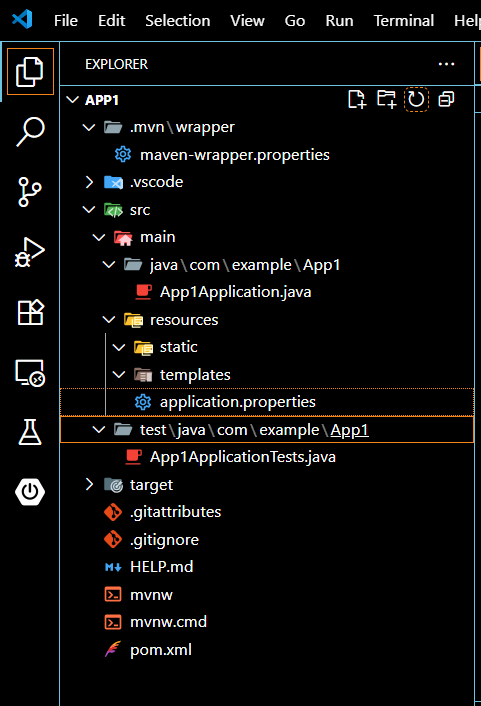 File Edit Selection View Go Run Terminal Help
EXPLORER
APP1
.mvn\wrapper
maven-wrapper.properties
.vscode
src
main
java\com\example\App1
App1Application.java
resources
static
templates
application.properties
test\java\com\example\App1
App1ApplicationTests.java
target
.gitattributes
.gitignore
HELP.md
mvnw
mvnw.cmd
pom.xml